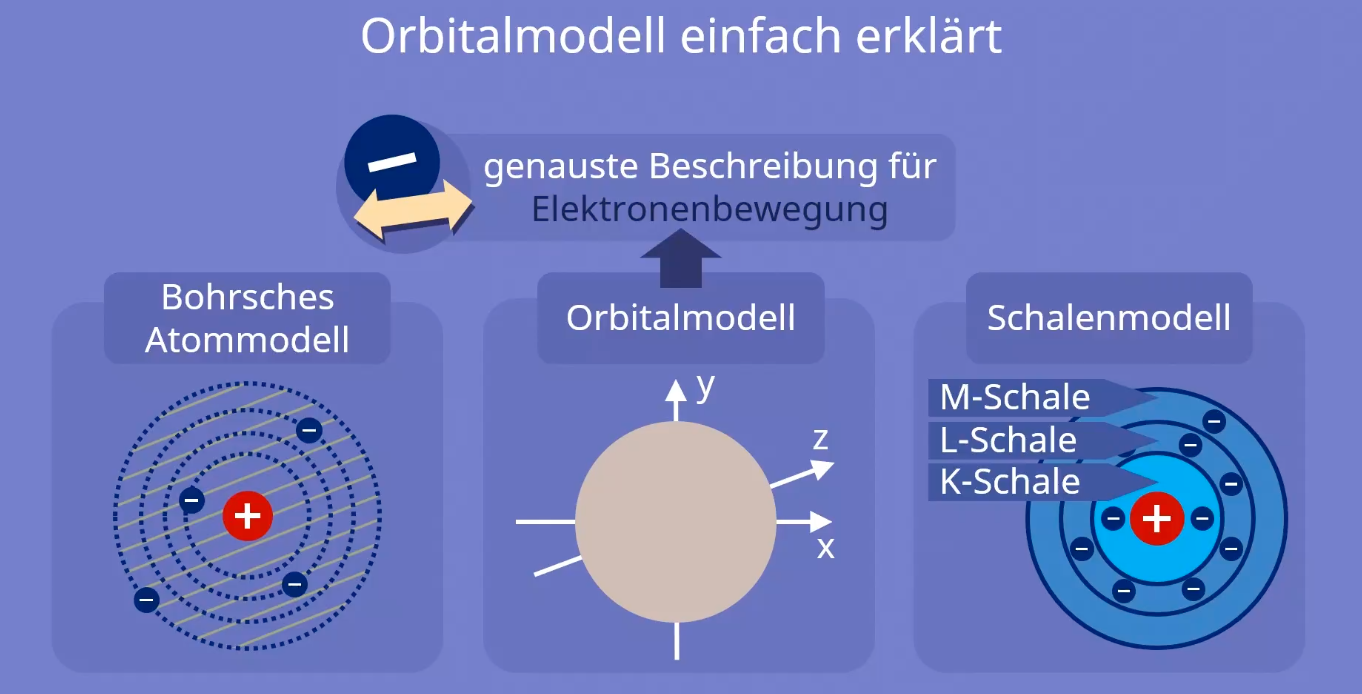 Orbitalmodell einfach erklärt
genauste Beschreibung für
Elektronenbewegung
Bohrsches
Atommodell
Orbitalmodell
y
z
x
Schalenmodell
M-Schale
L-Schale
K-Schale